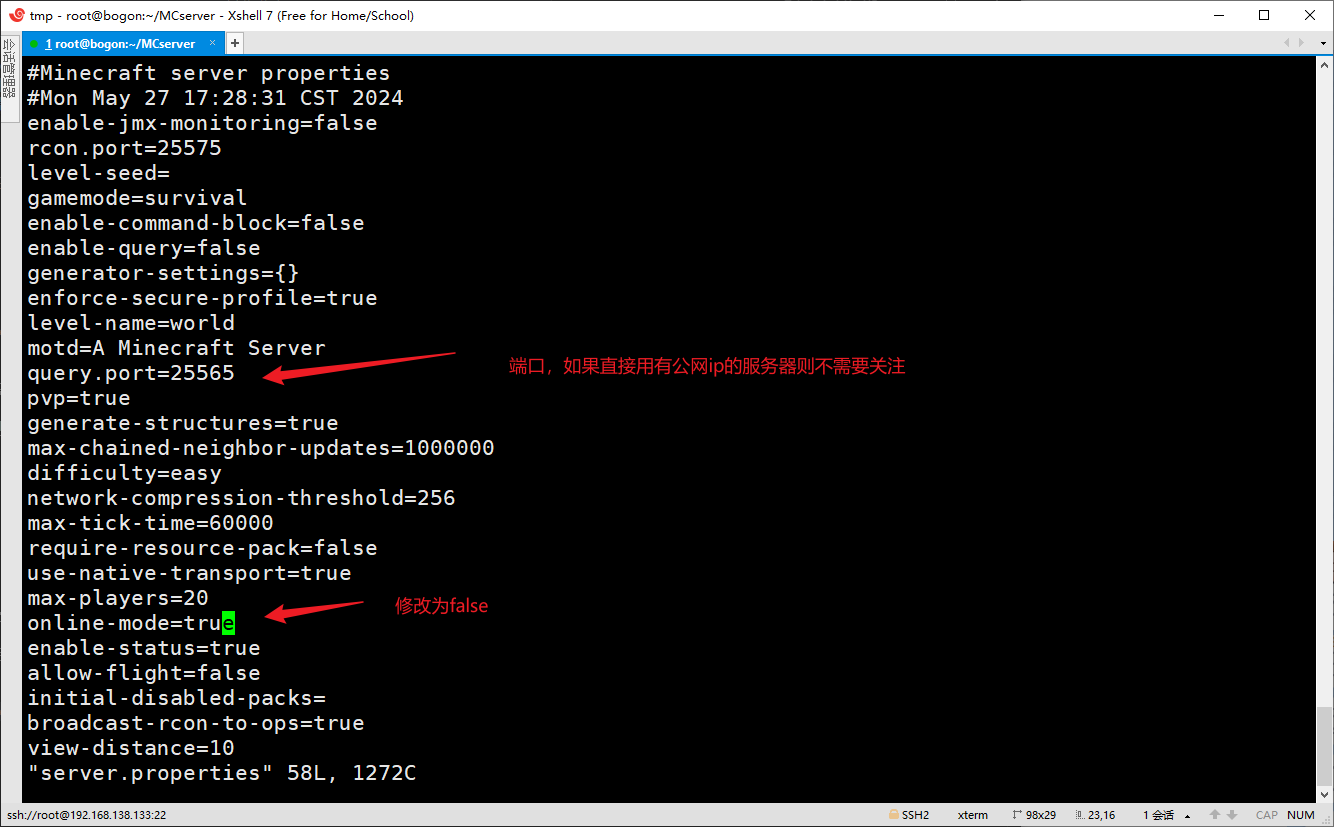 tmp - root@bogon:~/MCserver - Xshell 7 (Free for Home/School)
1 root@bogon:~/MCserver × +
会话管理器
#Minecraft server properties
#Mon May 27 17:28:31 CST 2024
enable-jmx-monitoring=false
rcon.port=25575
level-seed=
gamemode=survival
enable-command-block=false
enable-query=false
generator-settings={}
enforce-secure-profile=true
level-name=world
motd=A Minecraft Server
query.port=25565
端口，如果直接用有公网ip的服务器则不需要关注
pvp=true
generate-structures=true
max-chained-neighbor-updates=1000000
difficulty=easy
network-compression-threshold=256
max-tick-time=60000
require-resource-pack=false
use-native-transport=true
max-players=20
online-mode=true
修改为false
enable-status=true
allow-flight=false
initial-disabled-packs=
broadcast-rcon-to-ops=true
view-distance=10
"server.properties" 58L, 1272C
ssh://root@192.168.138.133:22 SSH2 xterm 98x29 23,16 1 会话 CAP NUM